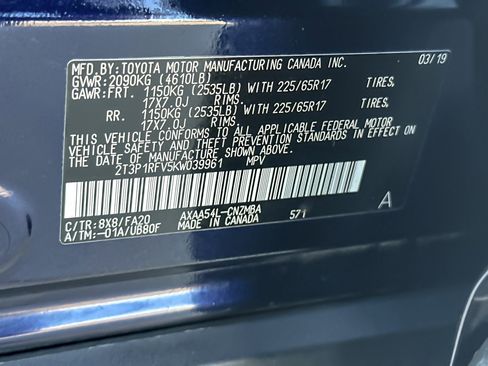 MFD.BY:TOYOTA MOTOR MANUFACTURING CANADA INC. 03/19
GVWR: 2090KG (4610LB)
GAWR:FRT. 1150KG (2535LB) WITH 225/65R17 TIRES,
17X7.0J RIMS.
RR. 1150KG (2535LB) WITH 225/65R17 TIRES,
17X7.0J RIMS.
THIS VEHICLE CONFORMS TO ALL APPLICABLE FEDERAL MOTOR
VEHICLE SAFETY AND THEFT PREVENTION STANDARDS IN EFFECT ON
THE DATE OF MANUFACTURE SHOWN ABOVE.
2T3P1RFV5KW039961 MPV
C/TR:8X8/FA20 AXAA54L-CNZMBA 571 A
A/TM:-01A/U680F MADE IN CANADA